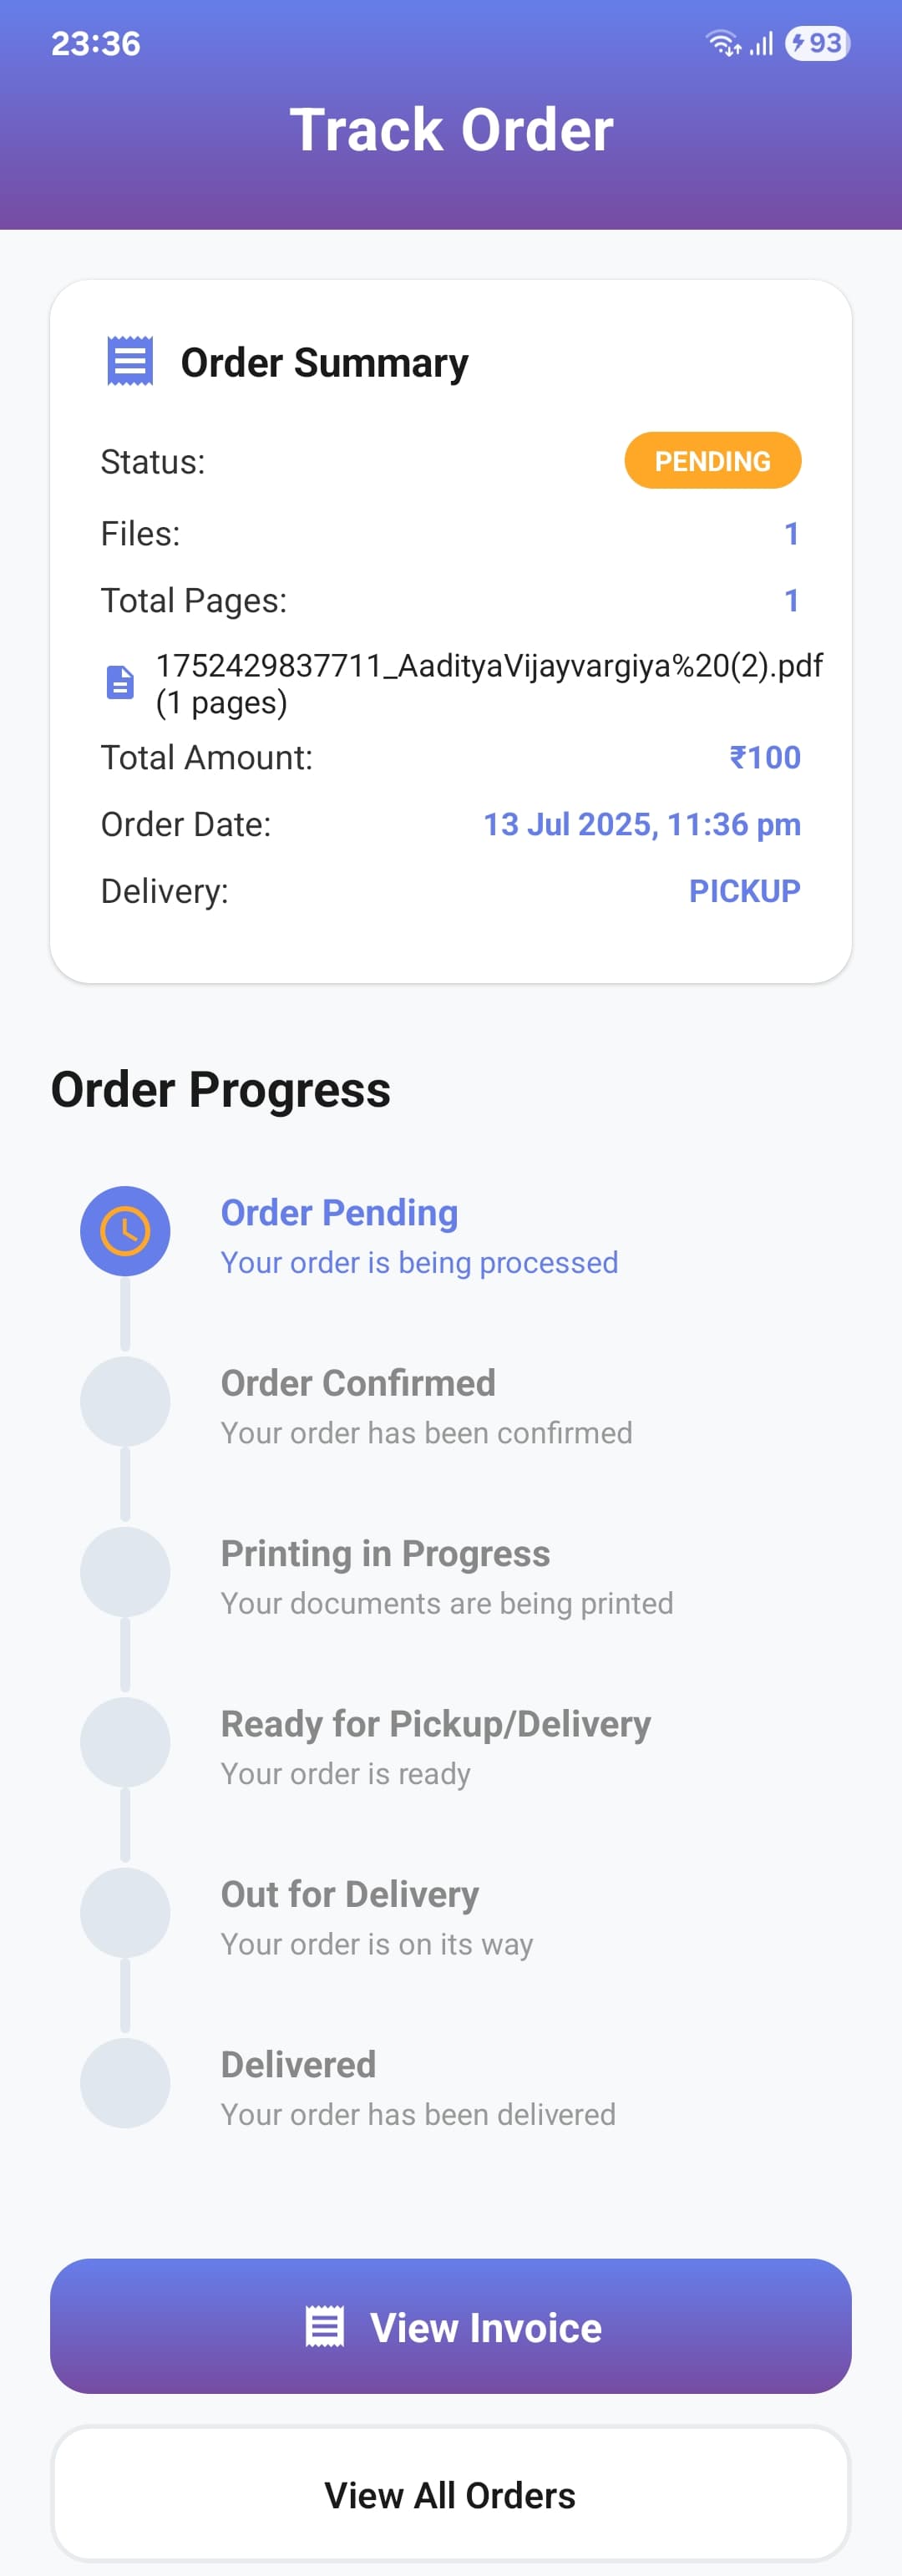 23:36
93
Track Order
Order Summary
Status: PENDING
Files: 1
Total Pages: 1
1752429837711_AadityaVijayvargiya%20(2).pdf
(1 pages)
Total Amount: ₹100
Order Date: 13 Jul 2025, 11:36 pm
Delivery: PICKUP
Order Progress
Order Pending
Your order is being processed
Order Confirmed
Your order has been confirmed
Printing in Progress
Your documents are being printed
Ready for Pickup/Delivery
Your order is ready
Out for Delivery
Your order is on its way
Delivered
Your order has been delivered
View Invoice
View All Orders